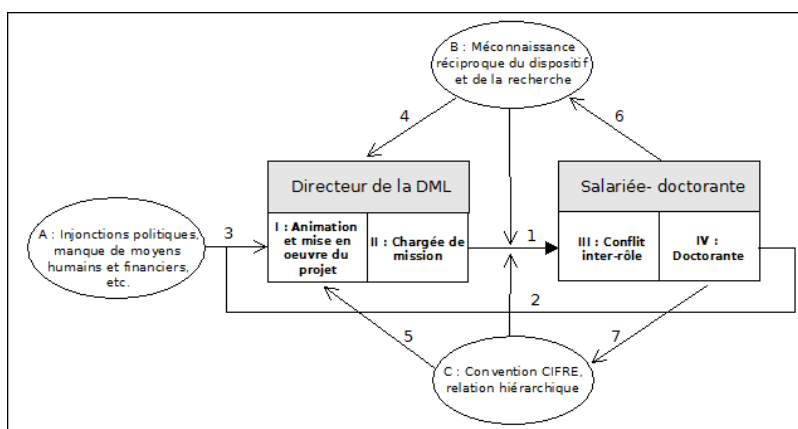 B : Méconnaissance
réciproque du dispositif
et de la recherche
4
6
Directeur de la DML
Salariée- doctorante
A : Injonctions politiques,
manque de moyens
humains et financiers,
etc.
3
I : Animation
et mise en
oeuvre du
projet
II : Chargée de
mission
1
III : Conflit
inter-rôle
IV :
Doctorante
2
5
7
C : Convention CIFRE,
relation hiérarchique